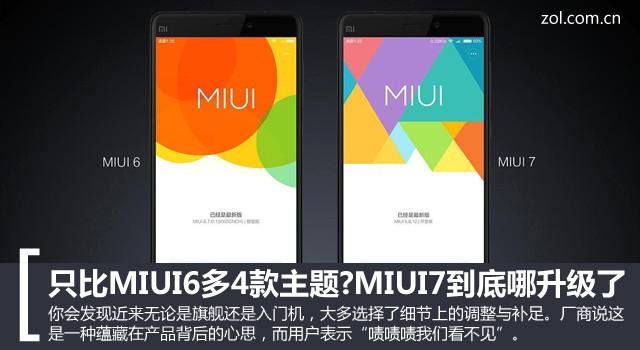 zol.com.cn
MIUI
MIUI
MIUI 6
MIUI 7
已经是最新版
已经是最新版
只比MIUI6多4款主题?MIUI7到底哪升级了
你会发现近来无论是旗舰还是入门机，大多选择了细节上的调整与补足。厂商说这
是一种蕴藏在产品背后的心思，而用户表示“啧啧啧我们看不见”。